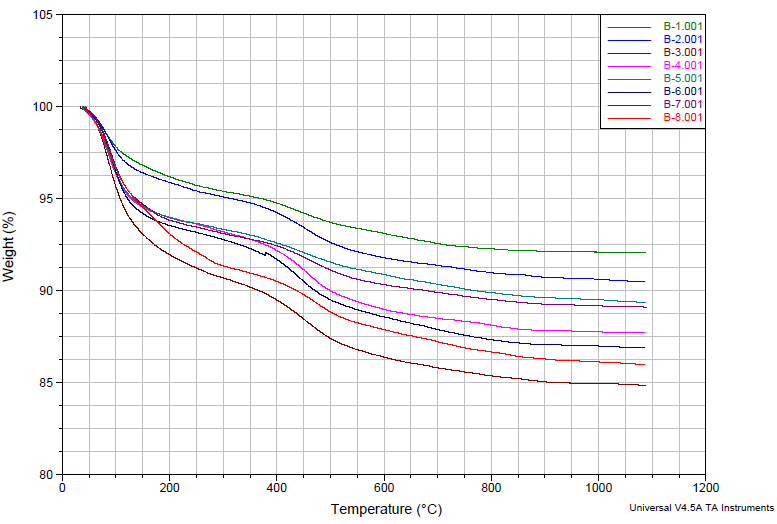 105
100
95
90
85
80
Weight (%)
B-1.001
B-2.001
B-3.001
B-4.001
B-5.001
B-6.001
B-7.001
B-8.001
0
200
400
600
800
1000
1200
Temperature (°C)
Universal V4.5A TA Instruments